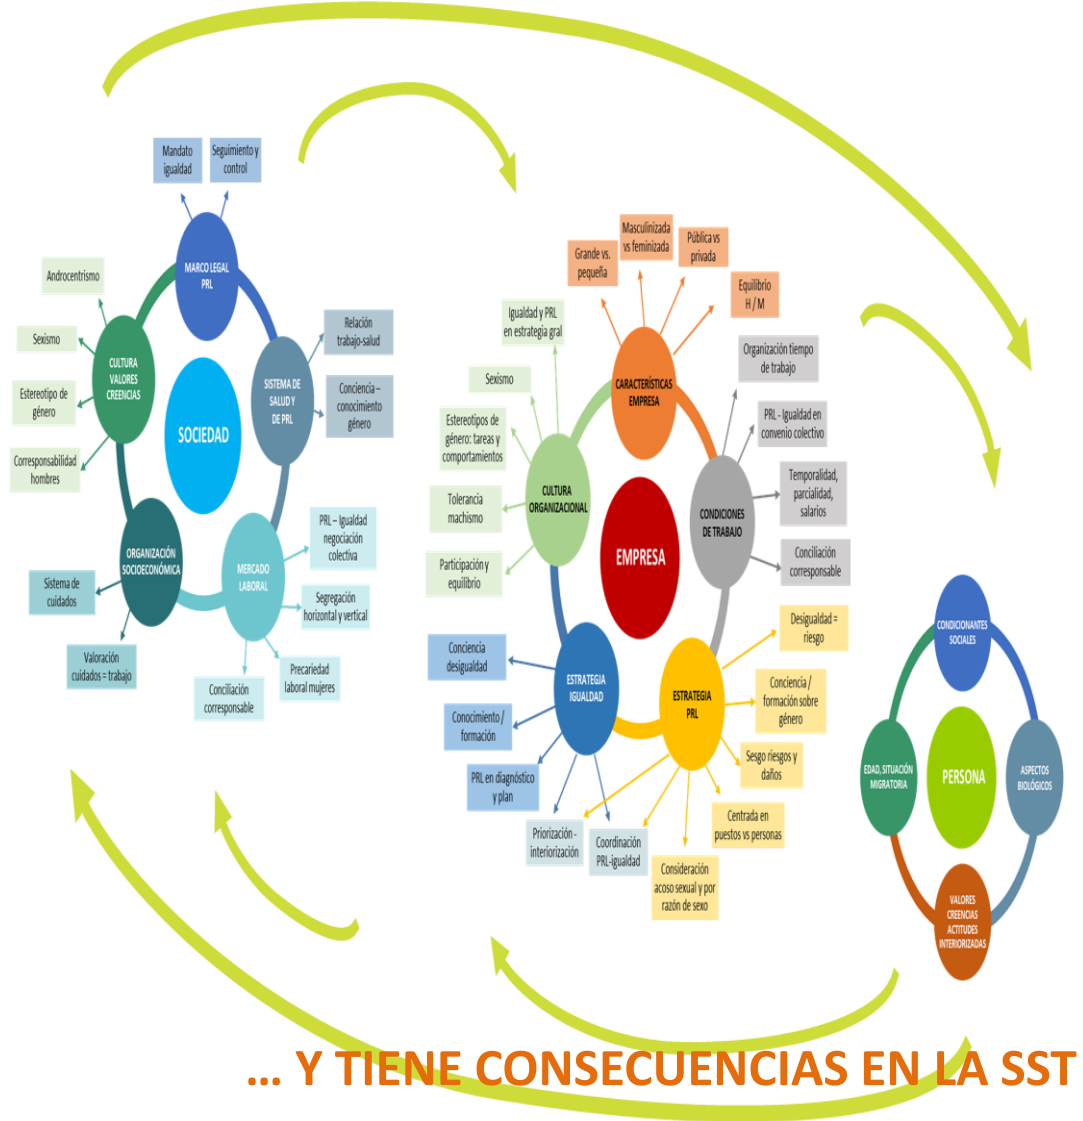 Mandato
igualdad
Seguimiento y
control
MARCO LEGAL
PRL
Androcentrismo
Sexismo
Estereotipo de
género
Corresponsabilidad
hombres
CULTURA
VALORES
CREENCIAS
SOCIEDAD
SISTEMA DE
SALUD Y
DE PRL
Relación
trabajo-salud
Conciencia –
conocimiento
género
ORGANIZACIÓN
SOCIOECONÓMICA
Sistema de
cuidados
Valoración
cuidados = trabajo
MERCADO
LABORAL
PRL – Igualdad
negociación
colectiva
Segregación
horizontal y vertical
Precariedad
laboral mujeres
Conciliación
corresponsable
Grande vs.
pequeña
Masculinizada
vs feminizada
Pública vs
privada
Equilibrio
H / M
CARACTERÍSTICAS
EMPRESA
Igualdad y PRL
en estrategia gral
Sexismo
Estereotipos de
género: tareas y
comportamientos
Tolerancia
machismo
Participación y
equilibrio
CULTURA
ORGANIZACIONAL
EMPRESA
CONDICIONES
DE TRABAJO
Organización tiempo
de trabajo
PRL - Igualdad en
convenio colectivo
Temporalidad,
parcialidad,
salarios
Conciliación
corresponsable
ESTRATEGIA
IGUALDAD
Conciencia
desigualdad
Conocimiento /
formación
PRL en diagnóstico
y plan
Priorización -
interiorización
Coordinación
PRL-igualdad
ESTRATEGIA
PRL
Desigualdad =
riesgo
Conciencia /
formación sobre
género
Sesgo riesgos y
daños
Centrada en
puestos vs personas
Consideración
acoso sexual y por
razón de sexo
CONDICIONANTES
SOCIALES
EDAD, SITUACIÓN
MIGRATORIA
PERSONA
ASPECTOS
BIOLÓGICOS
VALORES
CREENCIAS
ACTITUDES
INTERIORIZADAS
... Y TIENE CONSECUENCIAS EN LA SST